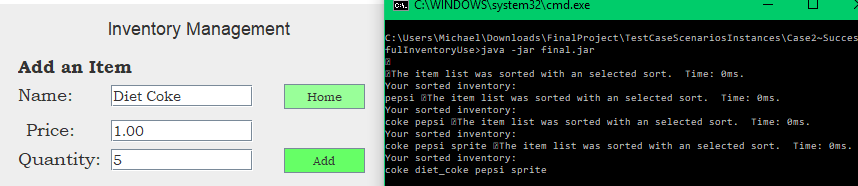 Inventory Management
Add an Item
Name: Diet Coke Home
Price: 1.00
Quantity: 5 Add
C:\WINDOWS\system32\cmd.exe
C:\Users\Michael\Downloads\FinalProject\TestCaseScenariosInstances\Case2~Succes
fulInventoryUse>java -jar final.jar
The item list was sorted with an selected sort.  Time: 0ms.
Your sorted inventory:
pepsi The item list was sorted with an selected sort.  Time: 0ms.
Your sorted inventory:
coke pepsi The item list was sorted with an selected sort.  Time: 0ms.
Your sorted inventory:
coke pepsi sprite The item list was sorted with an selected sort.  Time: 0ms.
Your sorted inventory:
coke diet_coke pepsi sprite